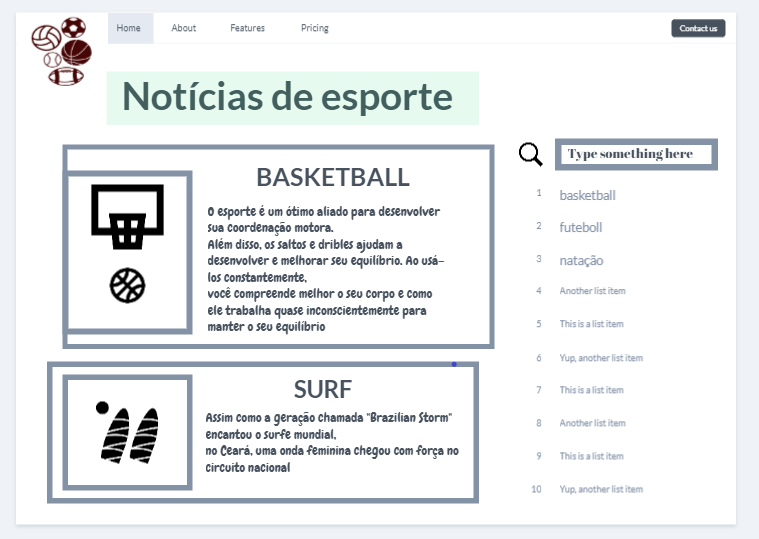 Home About Features Pricing Contact us
Notícias de esporte
BASKETBALL
O esporte é um ótimo aliado para desenvolver
sua coordenação motora.
Além disso, os saltos e dribles ajudam a
desenvolver e melhorar seu equilíbrio. Ao usá-
los constantemente,
você compreende melhor o seu corpo e como
ele trabalha quase inconscientemente para
manter o seu equilíbrio
SURF
Assim como a geração chamada "Brazilian Storm"
encantou o surfe mundial,
no Ceará, uma onda feminina chegou com força no
circuito nacional
Type something here
1 basketball
2 futeboll
3 natação
4 Another list item
5 This is a list item
6 Yup, another list item
7 This is a list item
8 Another list item
9 This is a list item
10 Yup, another list item